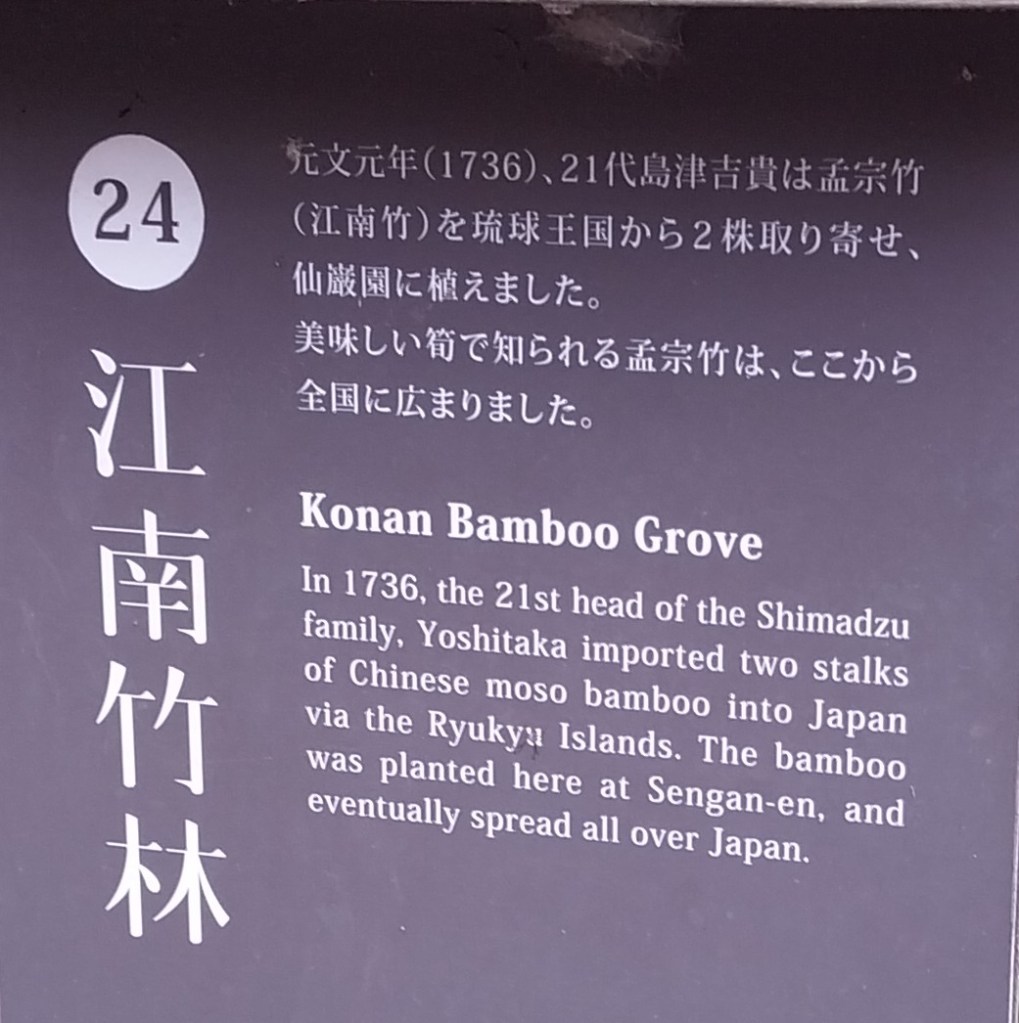 24
江南竹林
元文元年(1736)、21代島津吉貴は孟宗竹
(江南竹)を琉球王国から2株取り寄せ、
仙巌園に植えました。
美味しい筍で知られる孟宗竹は、ここから
全国に広まりました。
Konan Bamboo Grove
In 1736, the 21st head of the Shimadzu
family, Yoshitaka imported two stalks
of Chinese moso bamboo into Japan
via the Ryukyu Islands. The bamboo
was planted here at Sengan-en, and
eventually spread all over Japan.